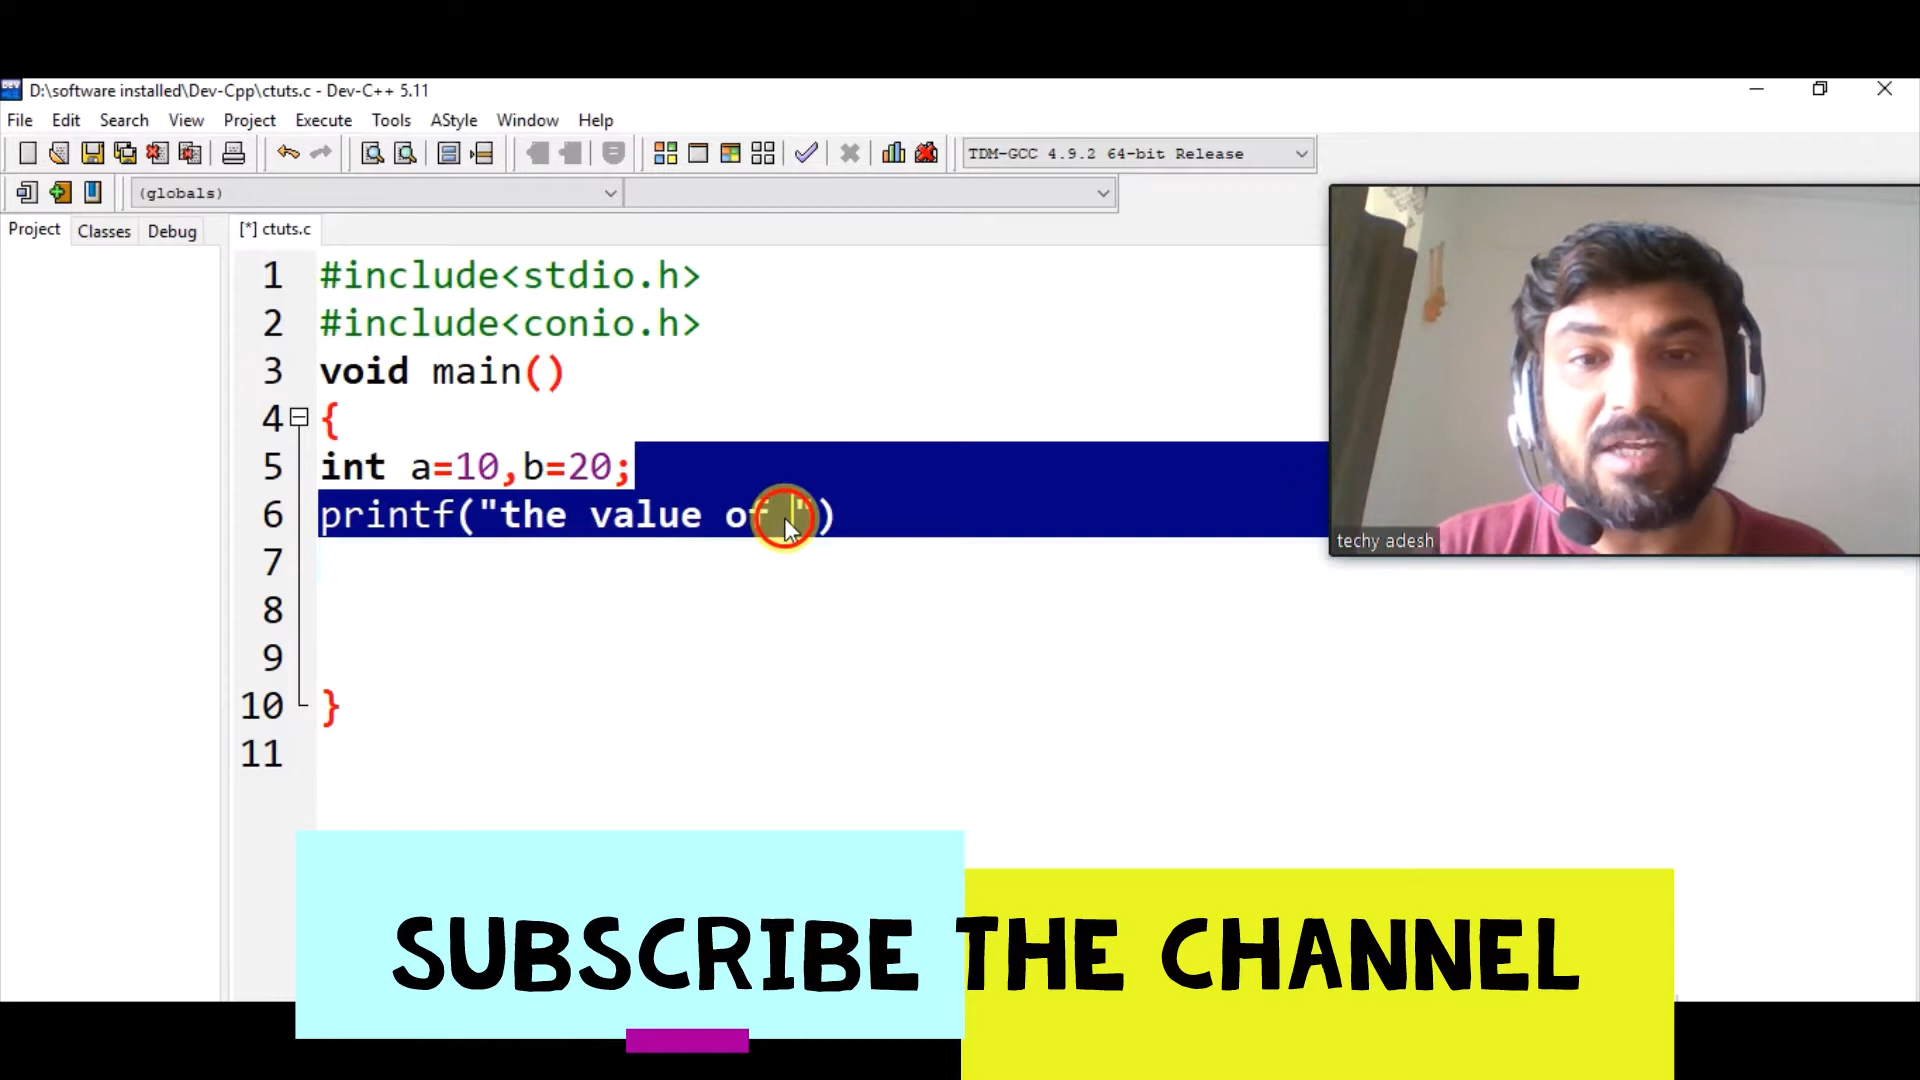 D:\software installed\Dev-Cpp\ctuts.c - Dev-C++ 5.11
File Edit Search View Project Execute Tools AStyle Window Help
TDM-GCC 4.9.2 64-bit Release
(globals)
Project Classes Debug [*] ctuts.c
1 #include<stdio.h>
2 #include<conio.h>
3 void main()
4 {
5 int a=10,b=20;
6 printf("the value of ")
7
8
9
10 }
11
techy adesh
SUBSCRIBE THE CHANNEL